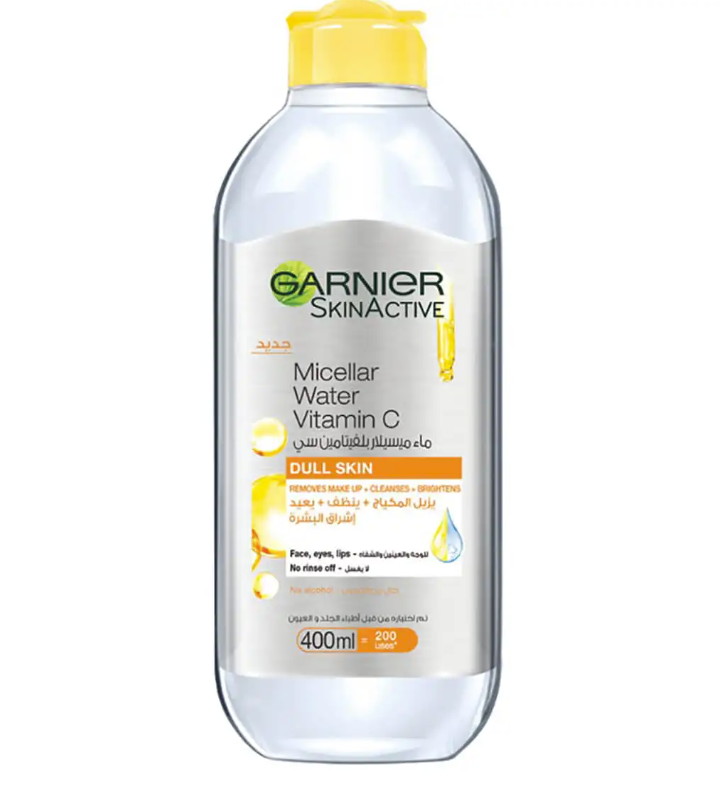 GARNIER
SKINACTIVE
جديد
Micellar
Water
Vitamin C
ماء ميسيلار بالفيتامين سي
DULL SKIN
REMOVES MAKE UP + CLEANSES + BRIGHTENS
يزيل المكياج + ينظف + يعيد
إشراق البشرة
Face, eyes, lips - للوجه والعينين والشفاه
No rinse off - لا يغسل
No alcohol
تم اختباره من قبل أطباء الجلد و العيون
400ml = 200
uses*